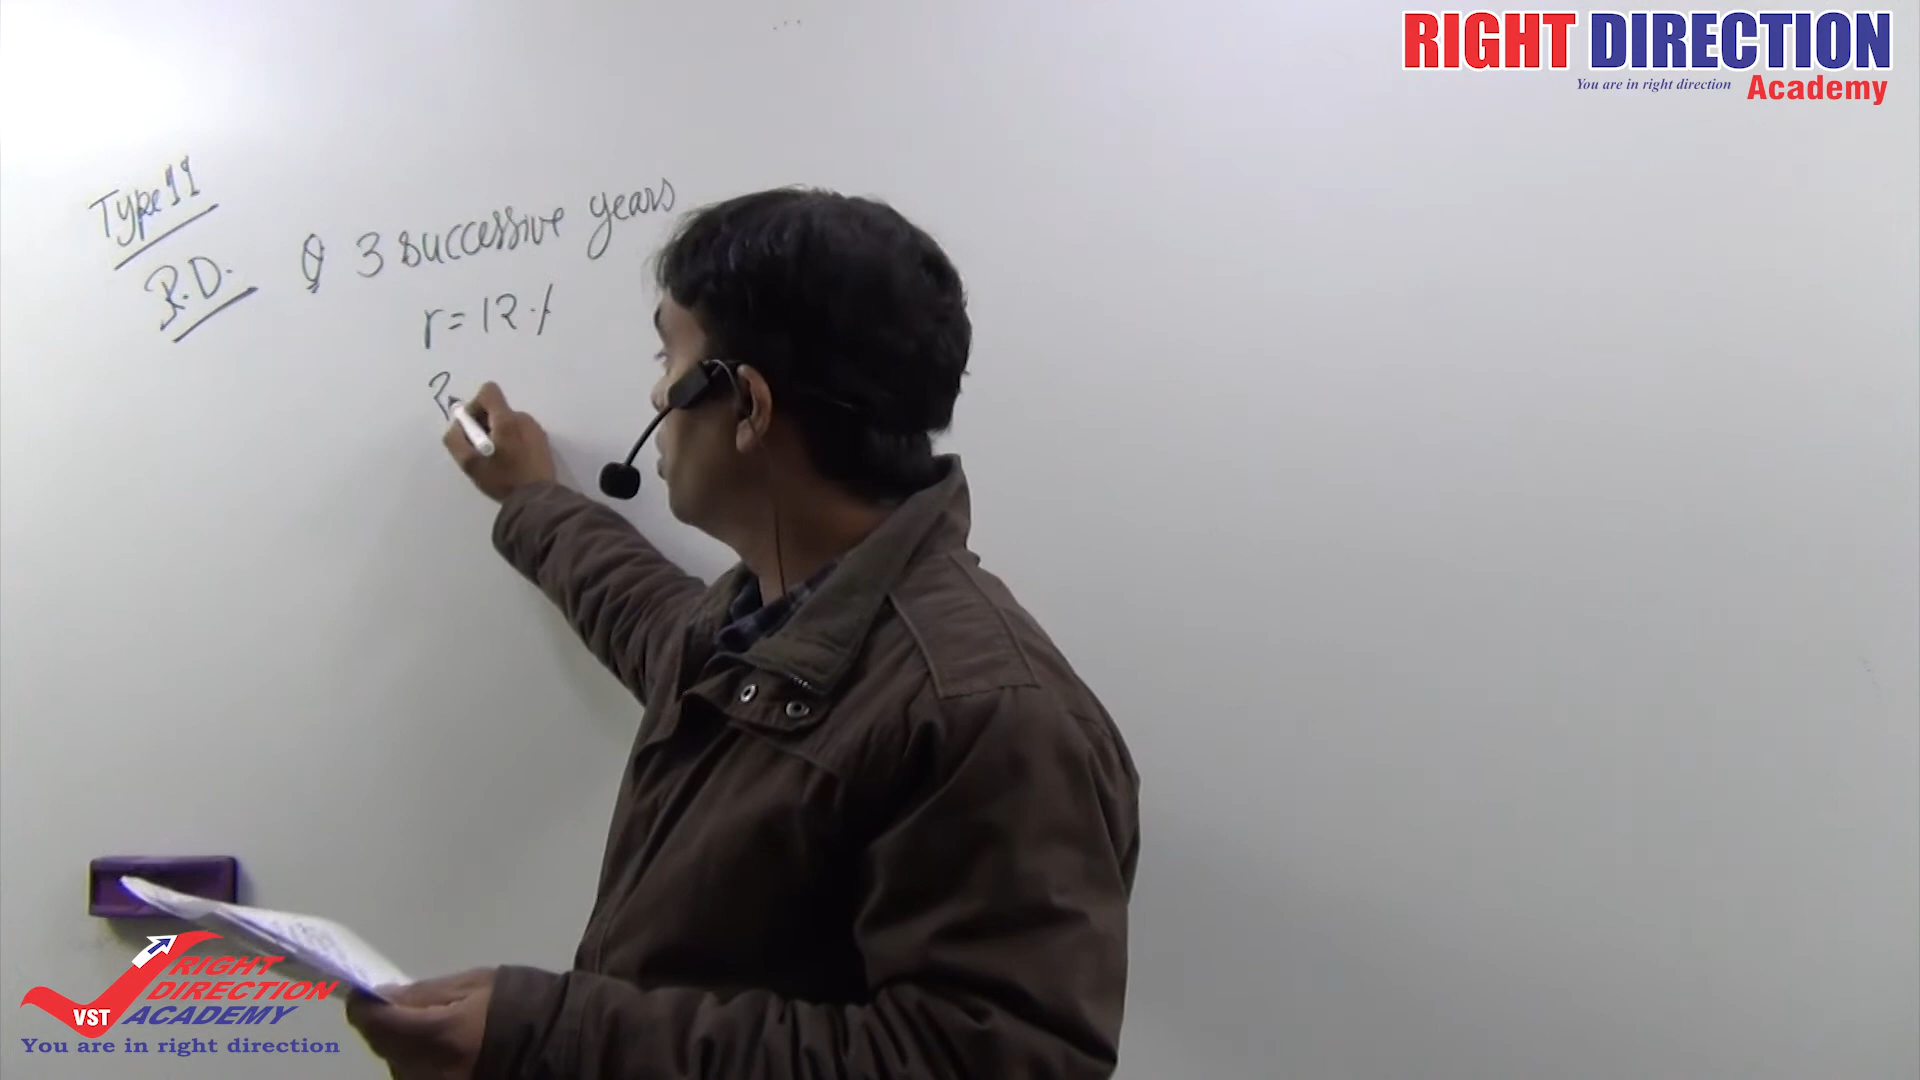 RIGHT DIRECTION
You are in right direction Academy
Type 11
R.D. Q 3 successive years
r = 12 %
RIGHT
DIRECTION
VST ACADEMY
You are in right direction